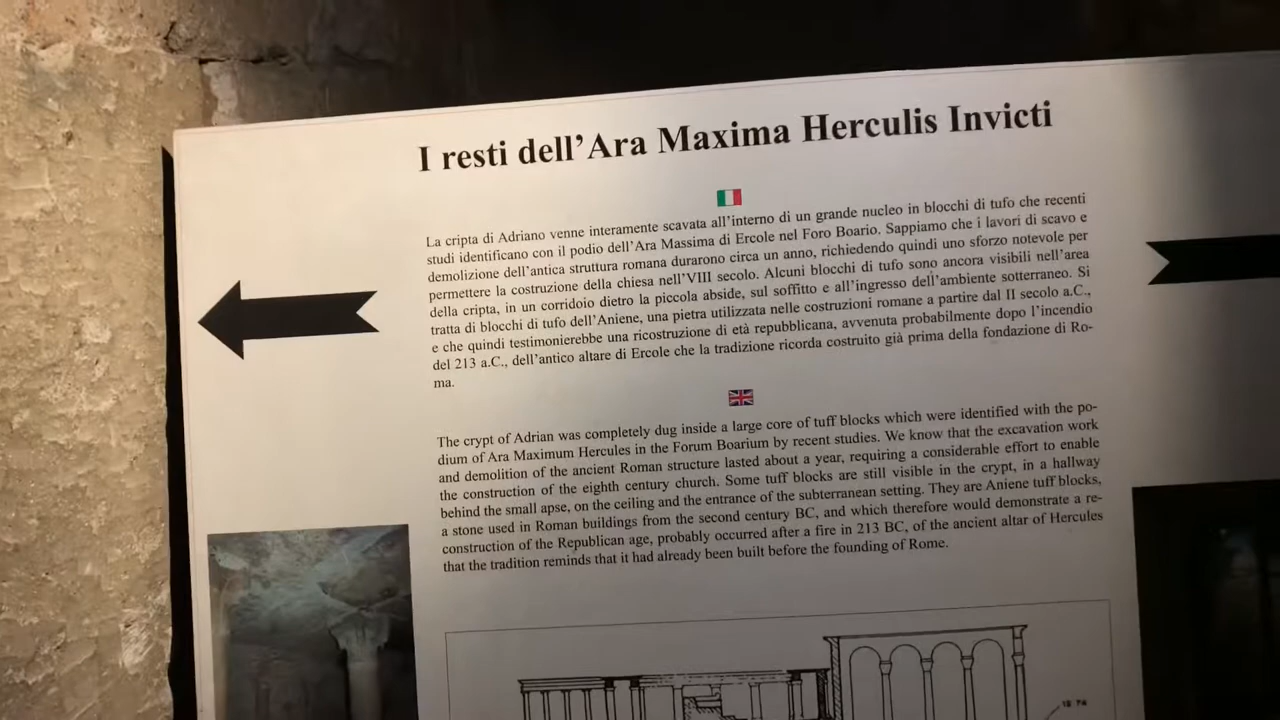 I resti dell'Ara Maxima Herculis Invicti
La cripta di Adriano venne interamente scavata all'interno di un grande nucleo in blocchi di tufo che recenti
studi identificano con il podio dell'Ara Massima di Ercole nel Foro Boario. Sappiamo che i lavori di scavo e
demolizione dell'antica struttura romana durarono circa un anno, richiedendo quindi uno sforzo notevole per
permettere la costruzione della chiesa nell'VIII secolo. Alcuni blocchi di tufo sono ancora visibili nell'area
della cripta, in un corridoio dietro la piccola abside, sul soffitto e all'ingresso dell'ambiente sotterraneo. Si
tratta di blocchi di tufo dell'Aniene, una pietra utilizzata nelle costruzioni romane a partire dal II secolo a.C.,
e che quindi testimonierebbe una ricostruzione di età repubblicana, avvenuta probabilmente dopo l'incendio
del 213 a.C., dell'antico altare di Ercole che la tradizione ricorda costruito già prima della fondazione di Ro-
ma.
The crypt of Adrian was completely dug inside a large core of tuff blocks which were identified with the po-
dium of Ara Maximum Hercules in the Forum Boarium by recent studies. We know that the excavation work
and demolition of the ancient Roman structure lasted about a year, requiring a considerable effort to enable
the construction of the eighth century church. Some tuff blocks are still visible in the crypt, in a hallway
behind the small apse, on the ceiling and the entrance of the subterranean setting. They are Aniene tuff blocks,
a stone used in Roman buildings from the second century BC, and which therefore would demonstrate a re-
construction of the Republican age, probably occurred after a fire in 213 BC, of the ancient altar of Hercules
that the tradition reminds that it had already been built before the founding of Rome.